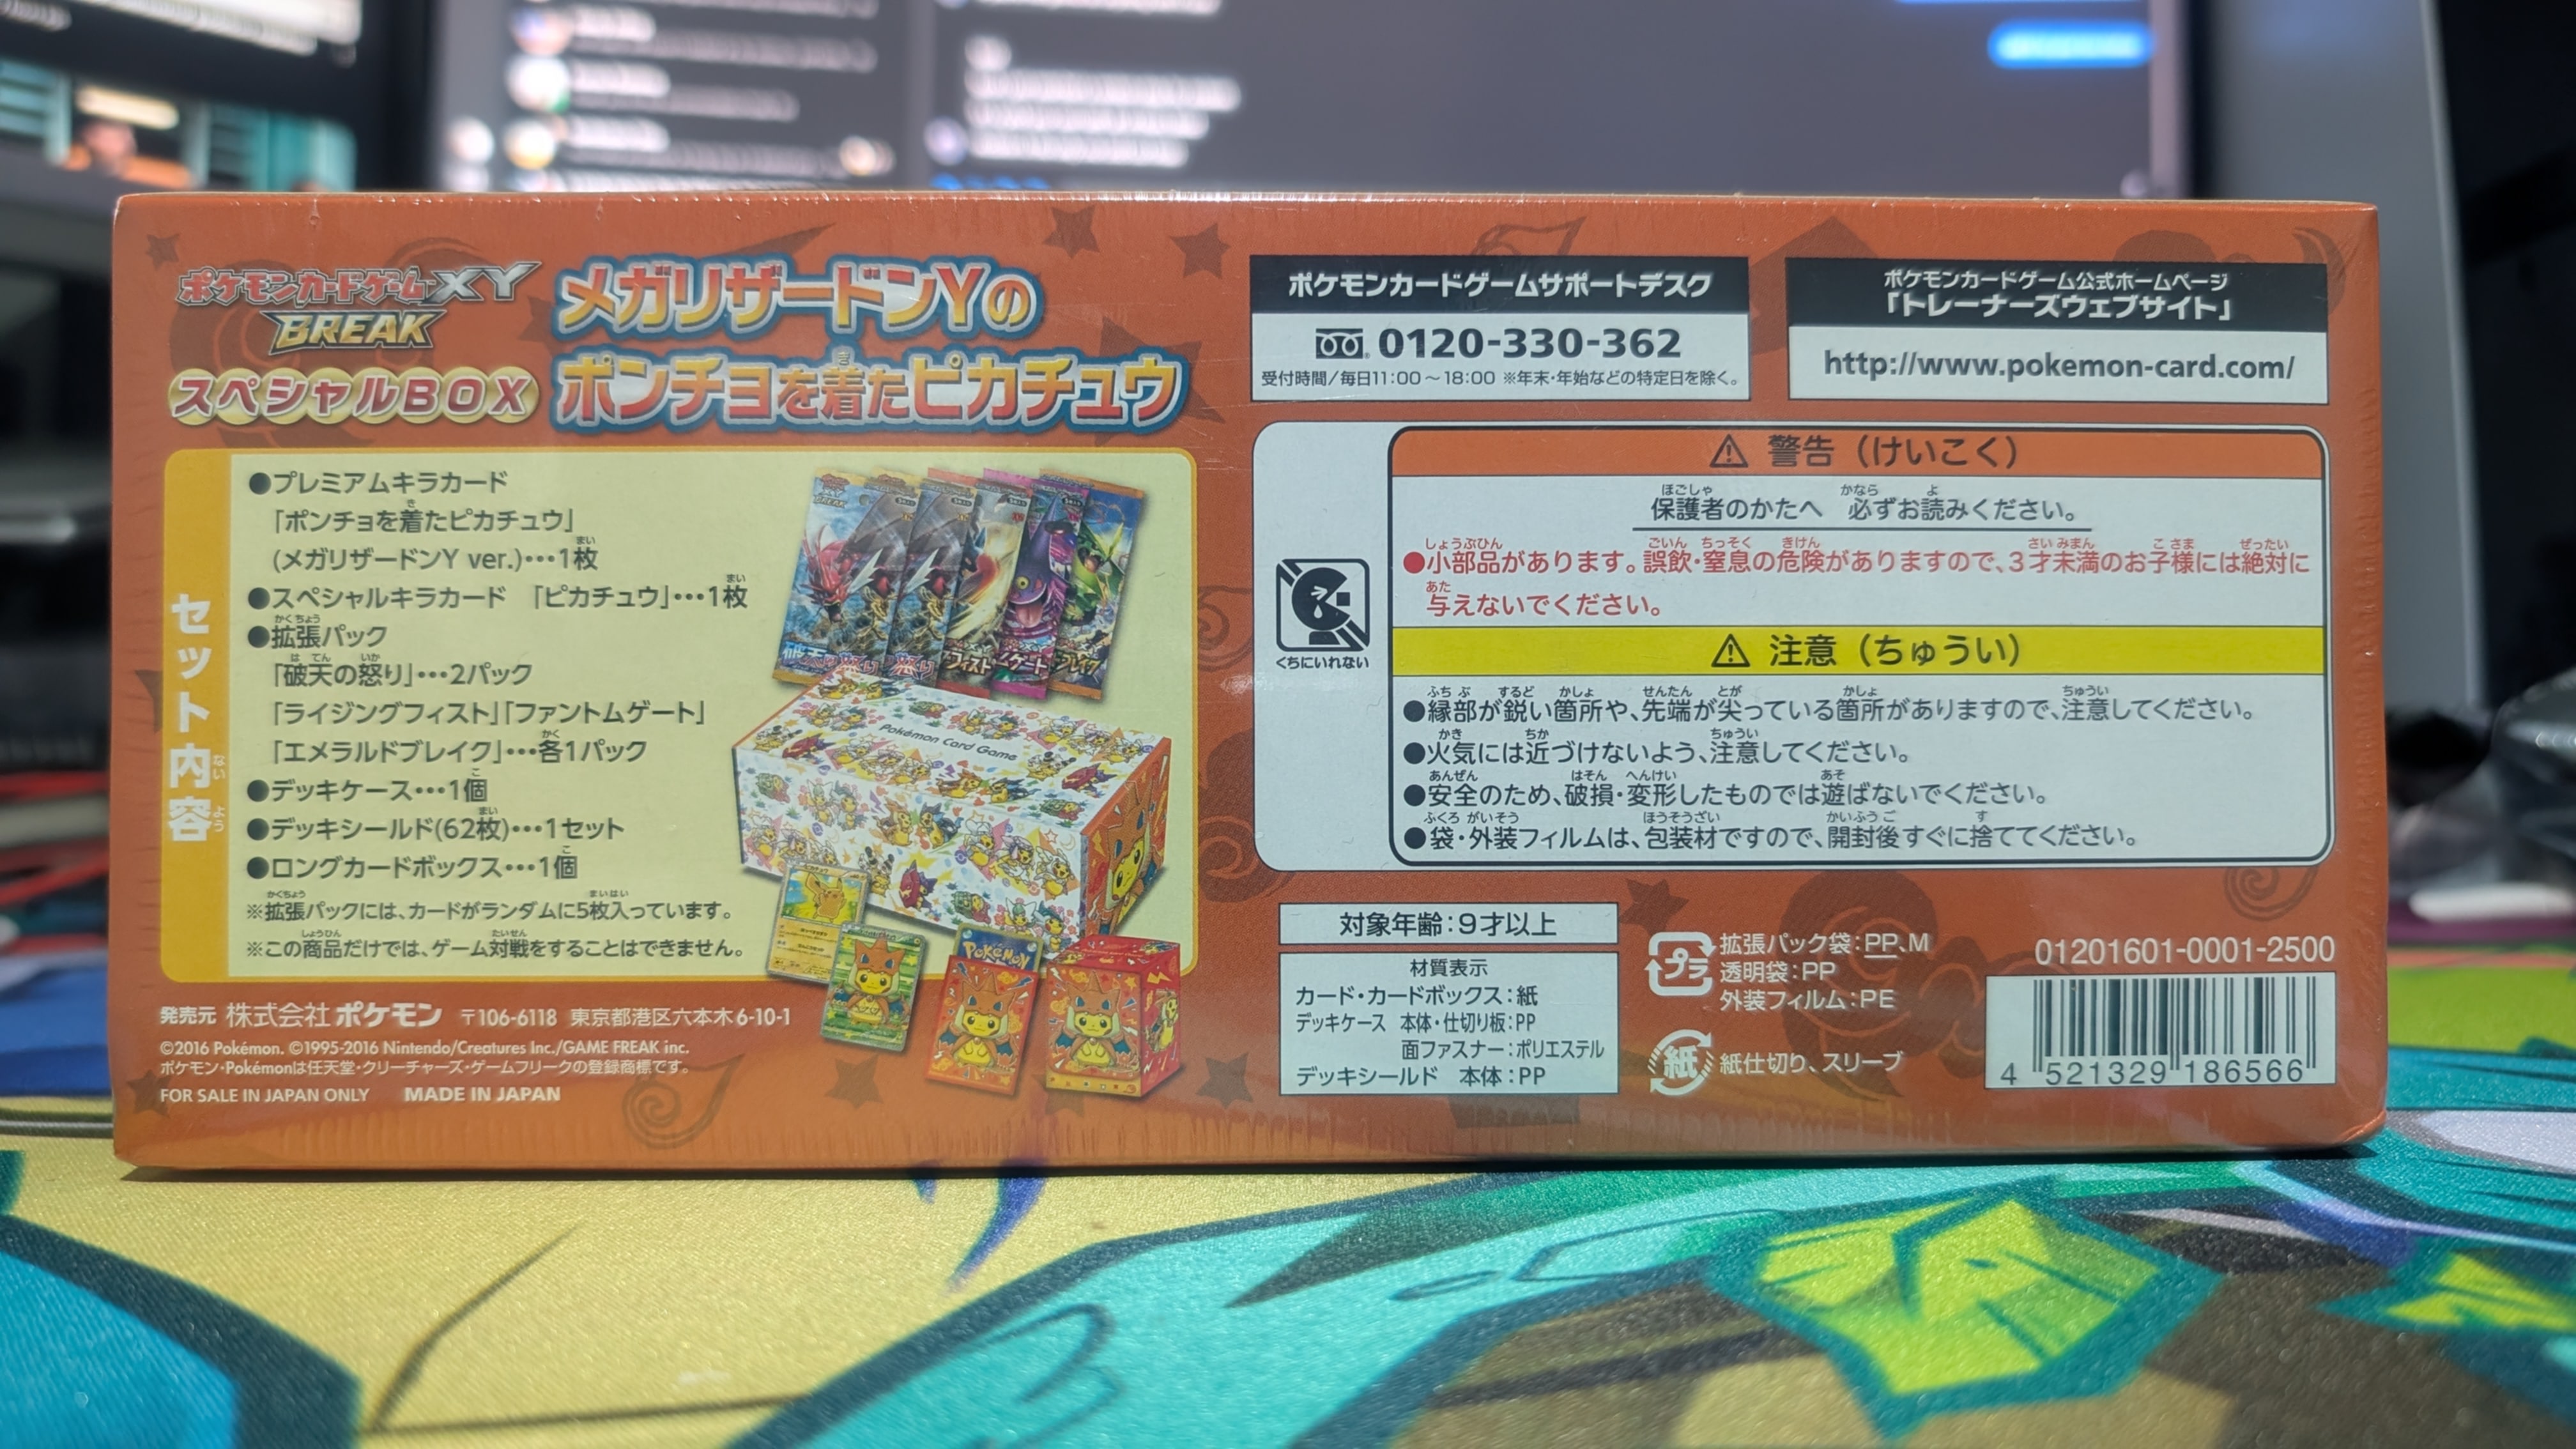 ポケモンカードゲームXY
BREAK
スペシャルBOX
メガリザードンYの
ポンチョを着たピカチュウ
セット内容
●プレミアムキラカード
「ポンチョを着たピカチュウ」
(メガリザードンY ver.)…1枚
●スペシャルキラカード 「ピカチュウ」…1枚
●拡張パック
「破天の怒り」…2パック
「ライジングフィスト」「ファントムゲート」
「エメラルドブレイク」…各1パック
●デッキケース…1個
●デッキシールド(62枚)…1セット
●ロングカードボックス…1個
※拡張パックには、カードがランダムに5枚入っています。
※この商品だけでは、ゲーム対戦をすることはできません。
Pokémon Card Game
POKéMON
発売元 株式会社ポケモン 〒106-6118 東京都港区六本木6-10-1
©2016 Pokémon. ©1995-2016 Nintendo/Creatures Inc./GAME FREAK inc.
ポケモン・Pokémonは任天堂・クリーチャーズ・ゲームフリークの登録商標です。
FOR SALE IN JAPAN ONLY MADE IN JAPAN
ポケモンカードゲームサポートデスク
0120-330-362
受付時間/毎日11:00~18:00 ※年末・年始などの特定日を除く。
ポケモンカードゲーム公式ホームページ
「トレーナーズウェブサイト」
http://www.pokemon-card.com/
くちにいれない
⚠ 警告(けいこく)
保護者のかたへ 必ずお読みください。
●小部品があります。誤飲・窒息の危険がありますので、3才未満のお子様には絶対に
与えないでください。
⚠ 注意(ちゅうい)
●縁部が鋭い箇所や、先端が尖っている箇所がありますので、注意してください。
●火気には近づけないよう、注意してください。
●安全のため、破損・変形したものでは遊ばないでください。
●袋・外装フィルムは、包装材ですので、開封後すぐに捨ててください。
対象年齢:9才以上
材質表示
カード・カードボックス:紙
デッキケース 本体・仕切り板:PP
面ファスナー:ポリエステル
デッキシールド 本体:PP
プラ
拡張パック袋:PP、M
透明袋:PP
外装フィルム:PE
紙
紙仕切り、スリーブ
01201601-0001-2500
4 521329 186566